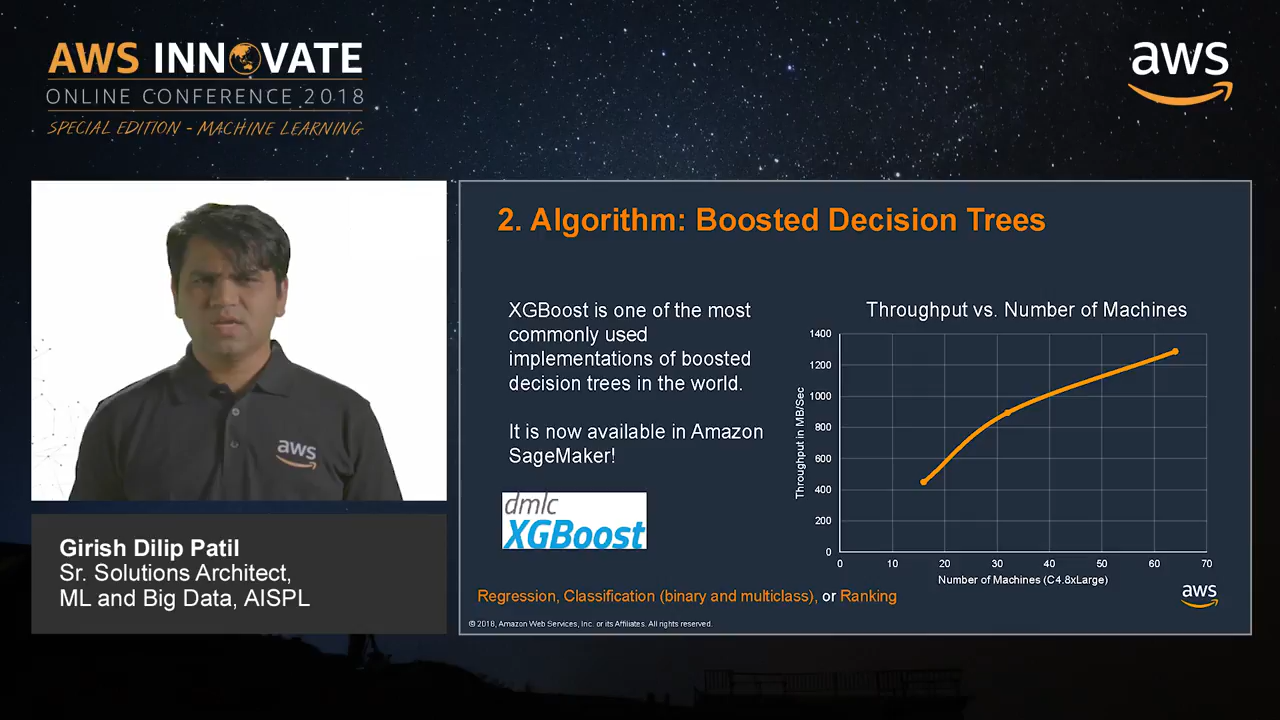 AWS INNOVATE
ONLINE CONFERENCE 2018
SPECIAL EDITION - MACHINE LEARNING
aws
aws
Girish Dilip Patil
Sr. Solutions Architect,
ML and Big Data, AISPL
2. Algorithm: Boosted Decision Trees
XGBoost is one of the most
commonly used
implementations of boosted
decision trees in the world.
It is now available in Amazon
SageMaker!
dmlc
XGBoost
Throughput vs. Number of Machines
Throughput in MB/Sec
1400
1200
1000
800
600
400
200
0
0 10 20 30 40 50 60 70
Number of Machines (C4.8xLarge)
Regression, Classification (binary and multiclass), or Ranking
aws
© 2018, Amazon Web Services, Inc. or its Affiliates. All rights reserved.